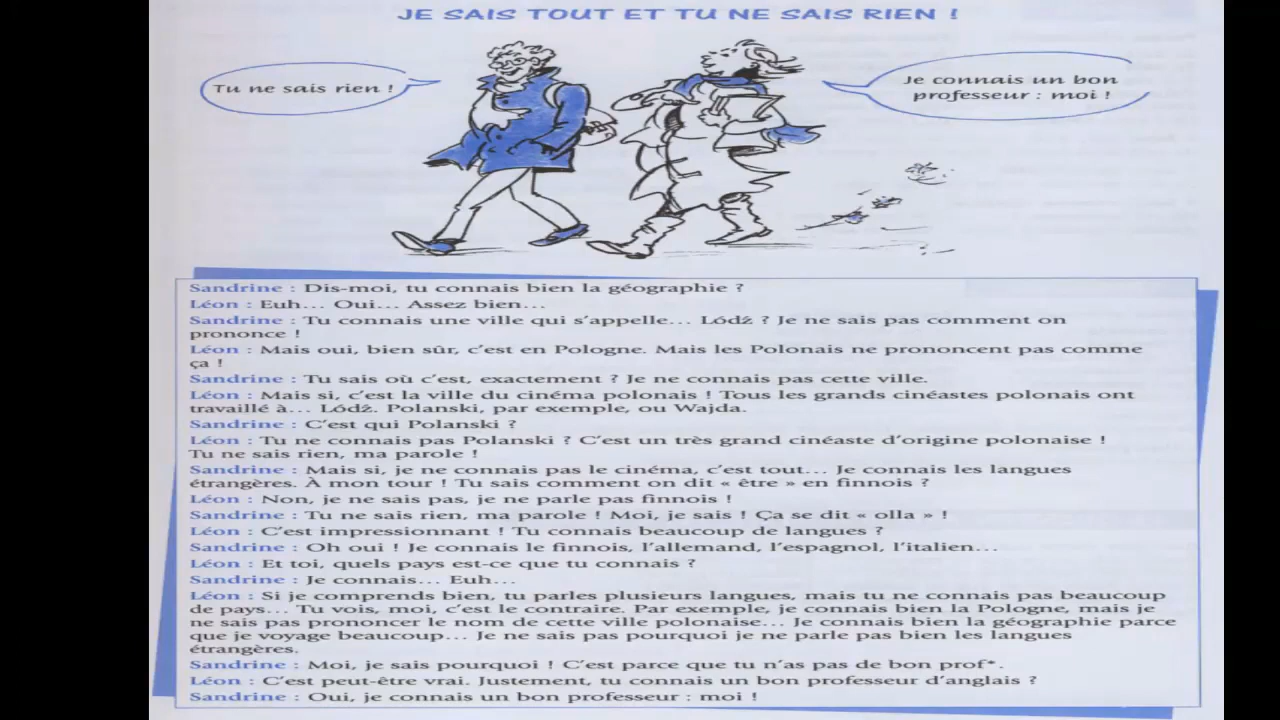 JE SAIS TOUT ET TU NE SAIS RIEN !
Tu ne sais rien !
Je connais un bon
professeur : moi !
Sandrine : Dis-moi, tu connais bien la géographie ?
Léon : Euh... Oui... Assez bien...
Sandrine : Tu connais une ville qui s'appelle... Lódź ? Je ne sais pas comment on
prononce !
Léon : Mais oui, bien sûr, c'est en Pologne. Mais les Polonais ne prononcent pas comme
ça !
Sandrine : Tu sais où c'est, exactement ? Je ne connais pas cette ville.
Léon : Mais si, c'est la ville du cinéma polonais ! Tous les grands cinéastes polonais ont
travaillé à... Lódź. Polanski, par exemple, ou Wajda.
Sandrine : C'est qui Polanski ?
Léon : Tu ne connais pas Polanski ? C'est un très grand cinéaste d'origine polonaise !
Tu ne sais rien, ma parole !
Sandrine : Mais si, je ne connais pas le cinéma, c'est tout... Je connais les langues
étrangères. À mon tour ! Tu sais comment on dit « être » en finnois ?
Léon : Non, je ne sais pas, je ne parle pas finnois !
Sandrine : Tu ne sais rien, ma parole ! Moi, je sais ! Ça se dit « olla » !
Léon : C'est impressionnant ! Tu connais beaucoup de langues ?
Sandrine : Oh oui ! Je connais le finnois, l'allemand, l'espagnol, l'italien...
Léon : Et toi, quels pays est-ce que tu connais ?
Sandrine : Je connais... Euh...
Léon : Si je comprends bien, tu parles plusieurs langues, mais tu ne connais pas beaucoup
de pays... Tu vois, moi, c'est le contraire. Par exemple, je connais bien la Pologne, mais je
ne sais pas prononcer le nom de cette ville polonaise... Je connais bien la géographie parce
que je voyage beaucoup... Je ne sais pas pourquoi je ne parle pas bien les langues
étrangères.
Sandrine : Moi, je sais pourquoi ! C'est parce que tu n'as pas de bon prof*.
Léon : C'est peut-être vrai. Justement, tu connais un bon professeur d'anglais ?
Sandrine : Oui, je connais un bon professeur : moi !